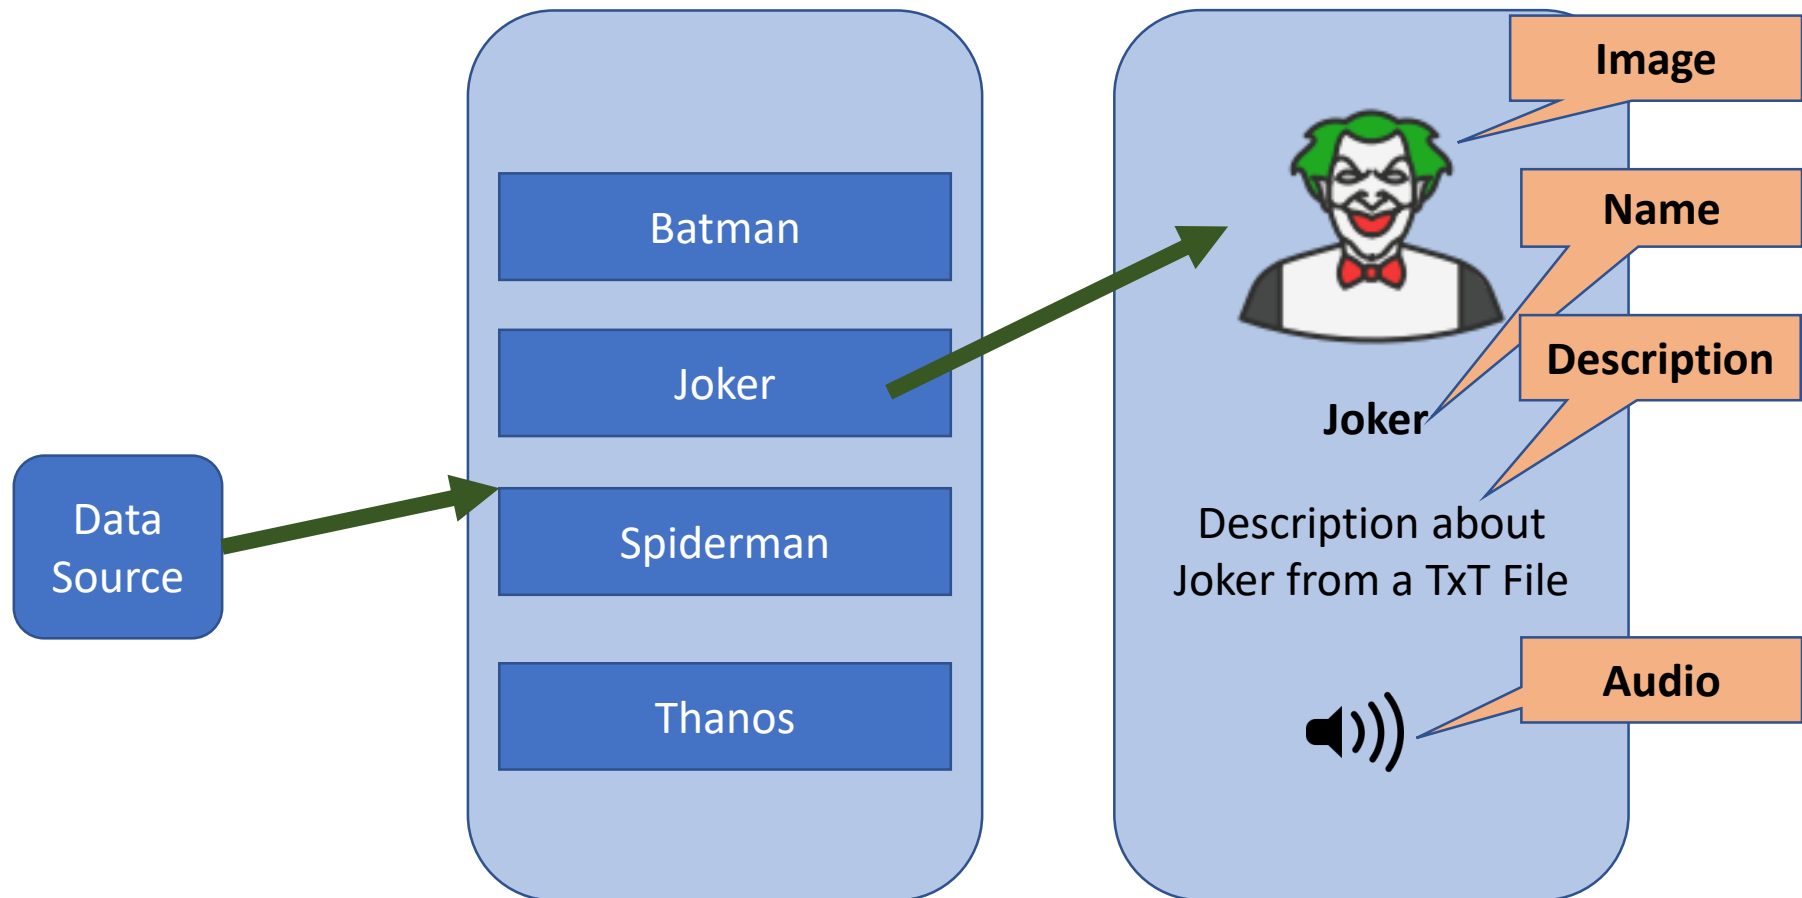 Data
Source
Batman
Joker
Spiderman
Thanos
Image
Name
Description
Joker
Description about
Joker from a TxT File
Audio